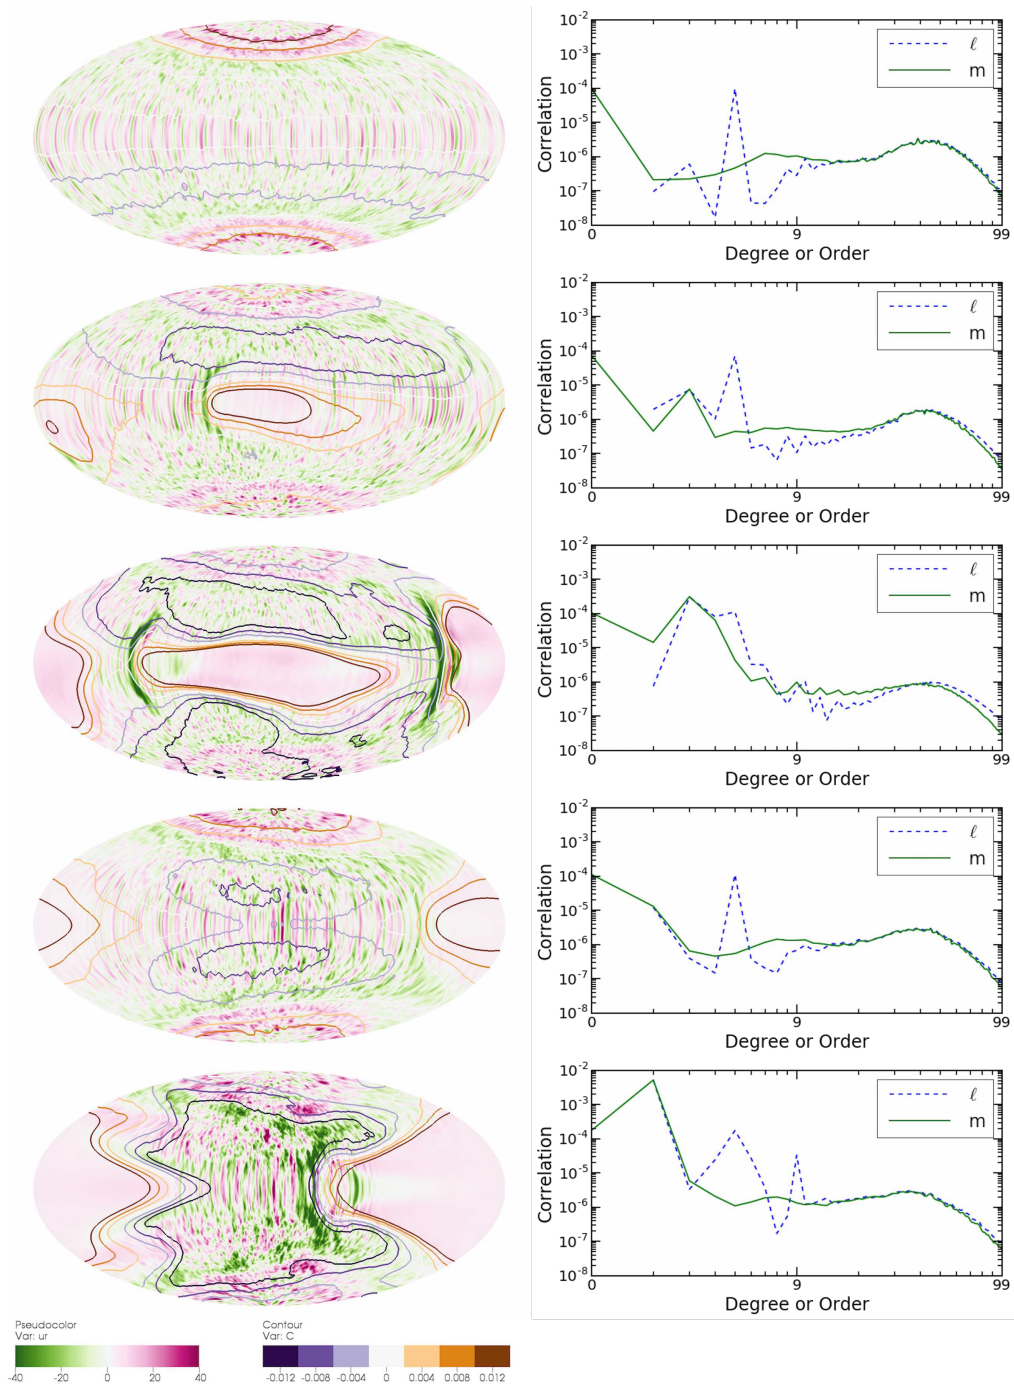 10⁻²
10⁻³
10⁻⁴
10⁻⁵
10⁻⁶
10⁻⁷
10⁻⁸
Correlation
ℓ
m
0 9 99
Degree or Order
10⁻²
10⁻³
10⁻⁴
10⁻⁵
10⁻⁶
10⁻⁷
10⁻⁸
Correlation
ℓ
m
0 9 99
Degree or Order
10⁻²
10⁻³
10⁻⁴
10⁻⁵
10⁻⁶
10⁻⁷
10⁻⁸
Correlation
ℓ
m
0 9 99
Degree or Order
10⁻²
10⁻³
10⁻⁴
10⁻⁵
10⁻⁶
10⁻⁷
10⁻⁸
Correlation
ℓ
m
0 9 99
Degree or Order
10⁻²
10⁻³
10⁻⁴
10⁻⁵
10⁻⁶
10⁻⁷
10⁻⁸
Correlation
ℓ
m
0 9 99
Degree or Order
Pseudocolor
Var: ur
-40 -20 0 20 40
Contour
Var: C
-0.012 -0.008 -0.004 0 0.004 0.008 0.012